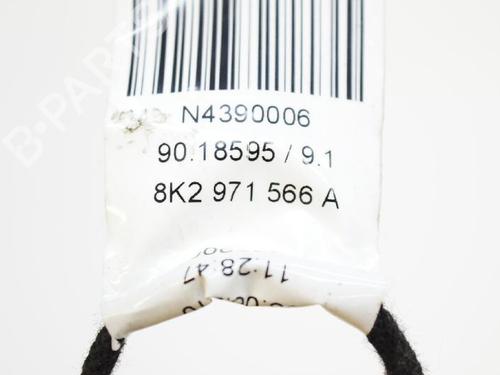 B-PARTS
N4390006
90.18595 / 9.1
8K2 971 566 A
11:28:47